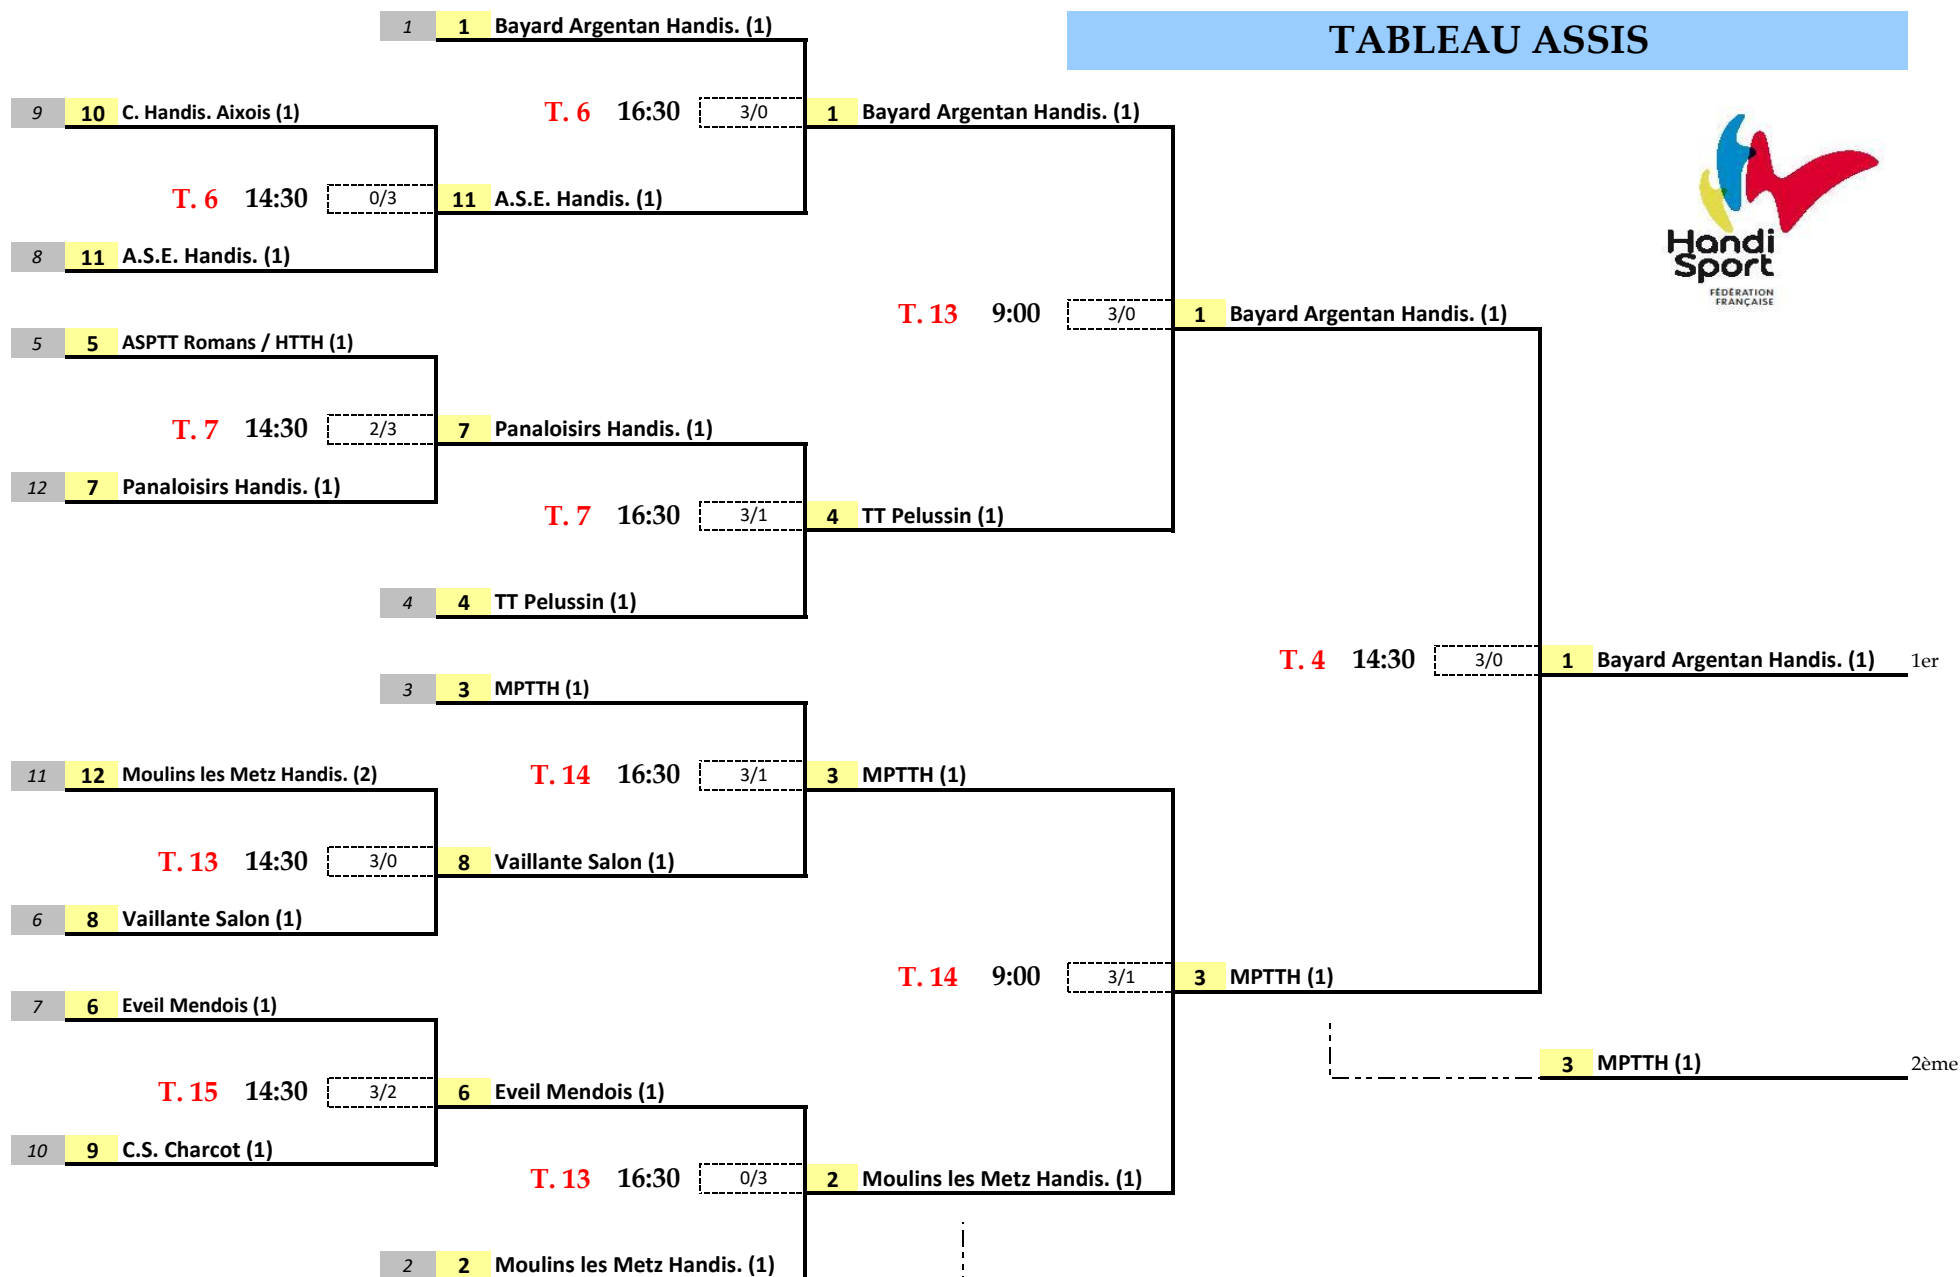 1 1 Bayard Argentan Handis. (1)
TABLEAU ASSIS
9 10 C. Handis. Aixois (1)
T. 6 16:30 3/0 1 Bayard Argentan Handis. (1)
T. 6 14:30 0/3 11 A.S.E. Handis. (1)
8 11 A.S.E. Handis. (1)
Handi
Sport
FÉDÉRATION
FRANÇAISE
T. 13 9:00 3/0 1 Bayard Argentan Handis. (1)
5 5 ASPTT Romans / HTTH (1)
T. 7 14:30 2/3 7 Panaloisirs Handis. (1)
12 7 Panaloisirs Handis. (1)
T. 7 16:30 3/1 4 TT Pelussin (1)
4 4 TT Pelussin (1)
T. 4 14:30 3/0 1 Bayard Argentan Handis. (1) 1er
3 3 MPTTH (1)
11 12 Moulins les Metz Handis. (2)
T. 14 16:30 3/1 3 MPTTH (1)
T. 13 14:30 3/0 8 Vaillante Salon (1)
6 8 Vaillante Salon (1)
T. 14 9:00 3/1 3 MPTTH (1)
7 6 Eveil Mendois (1)
3 MPTTH (1) 2ème
T. 15 14:30 3/2 6 Eveil Mendois (1)
10 9 C.S. Charcot (1)
T. 13 16:30 0/3 2 Moulins les Metz Handis. (1)
2 2 Moulins les Metz Handis. (1)